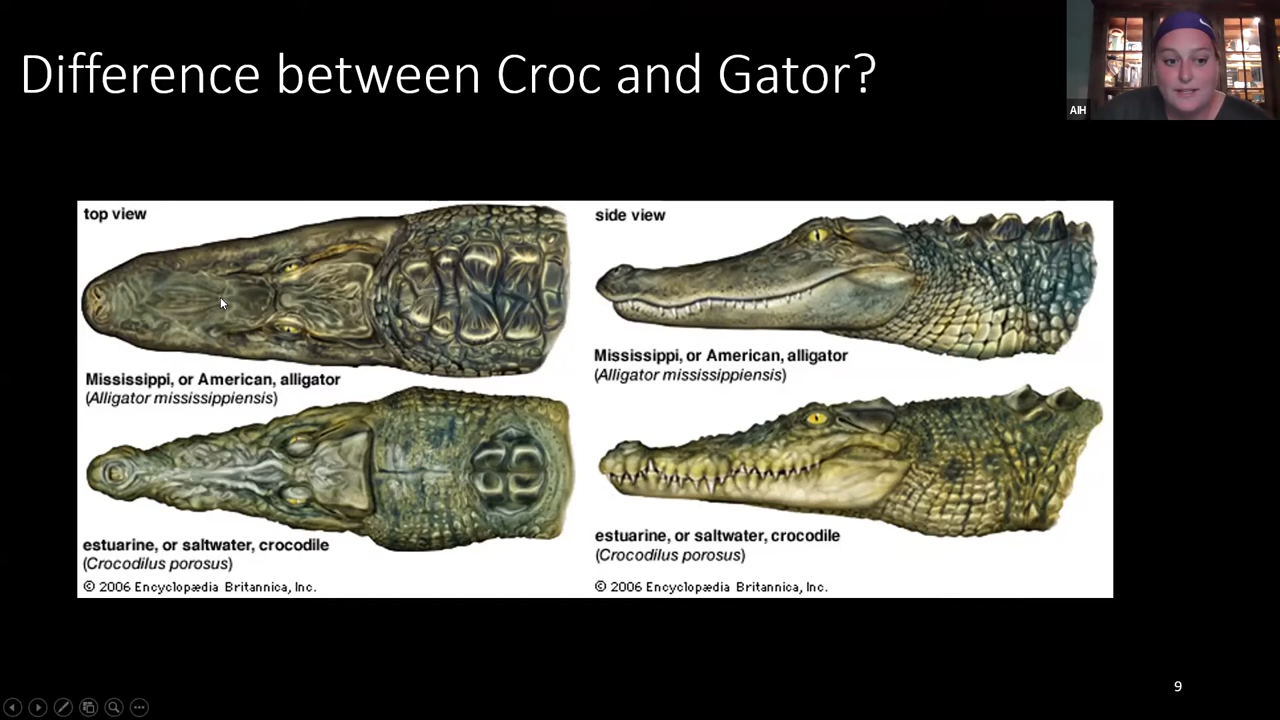 Difference between Croc and Gator?
AIH
top view
Mississippi, or American, alligator
(Alligator mississippiensis)
estuarine, or saltwater, crocodile
(Crocodilus porosus)
© 2006 Encyclopædia Britannica, Inc.
side view
Mississippi, or American, alligator
(Alligator mississippiensis)
estuarine, or saltwater, crocodile
(Crocodilus porosus)
© 2006 Encyclopædia Britannica, Inc.
9